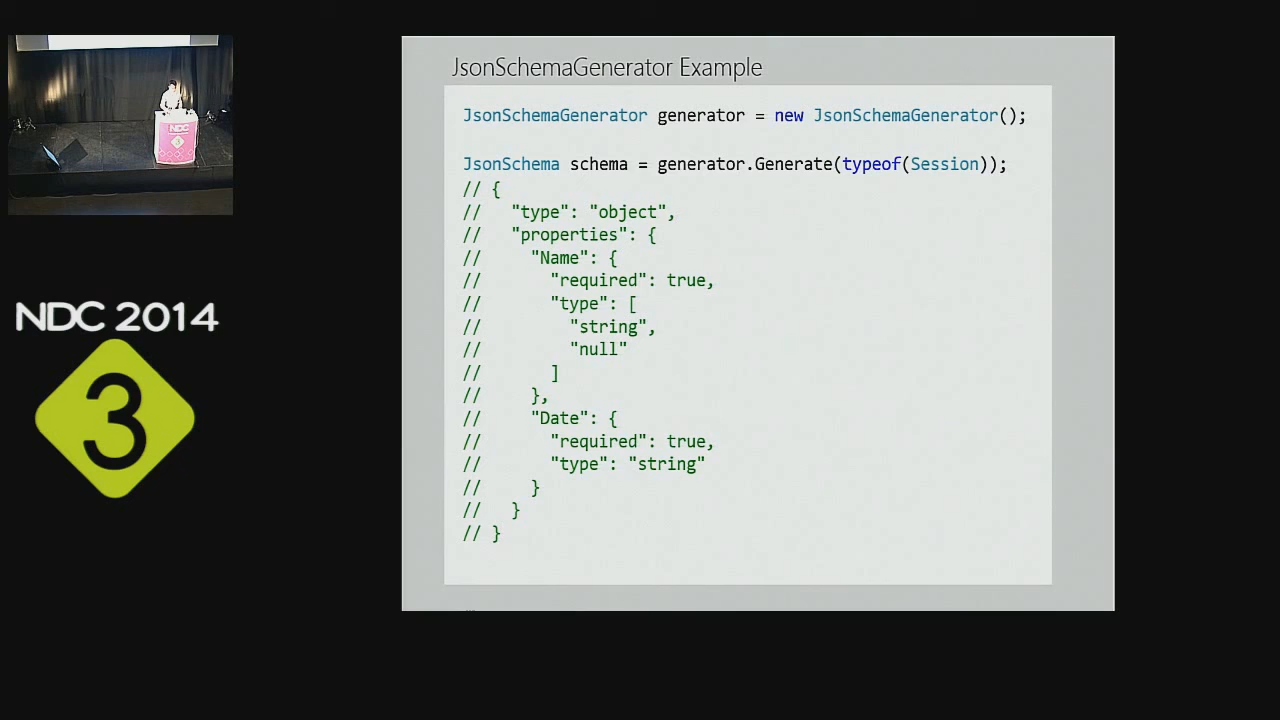 NDC
NDC 2014
3
JsonSchemaGenerator Example
JsonSchemaGenerator generator = new JsonSchemaGenerator();
JsonSchema schema = generator.Generate(typeof(Session));
// {
//   "type": "object",
//   "properties": {
//     "Name": {
//       "required": true,
//       "type": [
//         "string",
//         "null"
//       ]
//     },
//     "Date": {
//       "required": true,
//       "type": "string"
//     }
//   }
// }